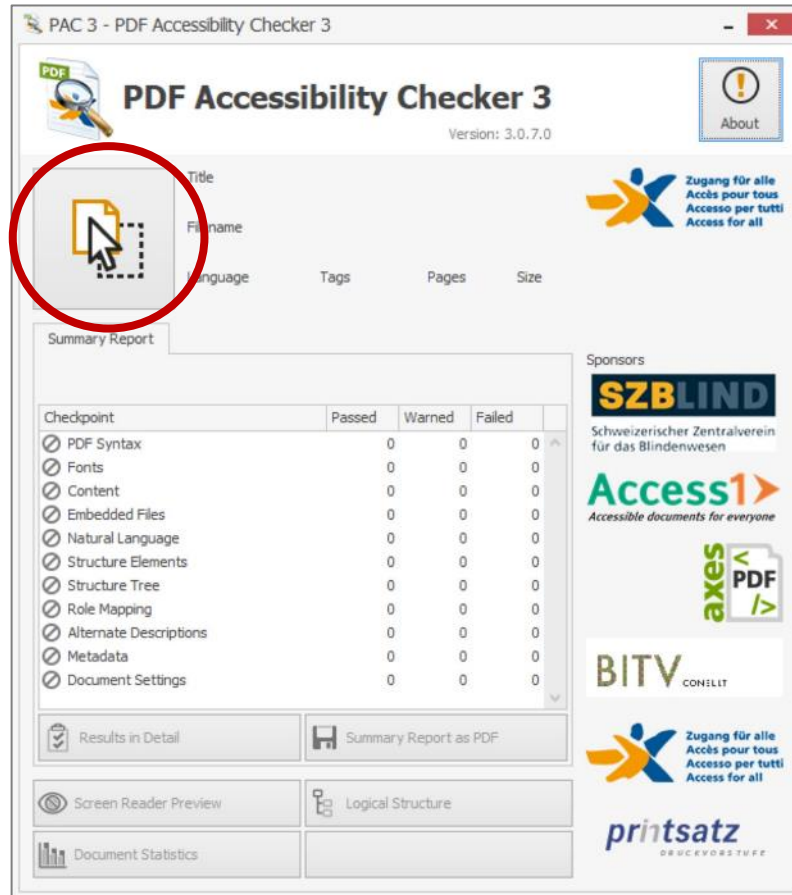 PAC 3 - PDF Accessibility Checker 3
PDF
PDF Accessibility Checker 3
Version: 3.0.7.0
About
Title
Filename
Language Tags Pages Size
Zugang für alle
Accès pour tous
Accesso per tutti
Access for all
Summary Report
Checkpoint Passed Warned Failed
PDF Syntax 0 0 0
Fonts 0 0 0
Content 0 0 0
Embedded Files 0 0 0
Natural Language 0 0 0
Structure Elements 0 0 0
Structure Tree 0 0 0
Role Mapping 0 0 0
Alternate Descriptions 0 0 0
Metadata 0 0 0
Document Settings 0 0 0
Results in Detail Summary Report as PDF
Screen Reader Preview Logical Structure
Document Statistics
Sponsors
SZBLIND
Schweizerischer Zentralverein
für das Blindenwesen
Access1
Accessible documents for everyone
axes
<
PDF
/>
BITV CONSULT
Zugang für alle
Accès pour tous
Accesso per tutti
Access for all
printsatz
DRUCKVORSTUFE